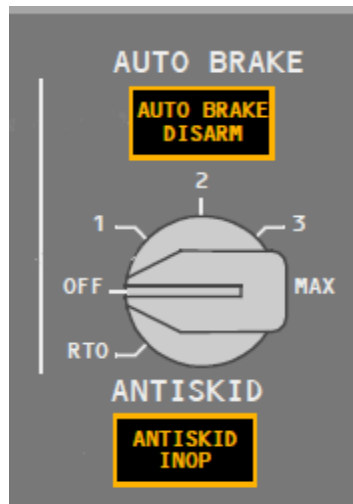 AUTO BRAKE
AUTO BRAKE
DISARM
2
1
3
OFF
MAX
RTO
ANTISKID
ANTISKID
INOP